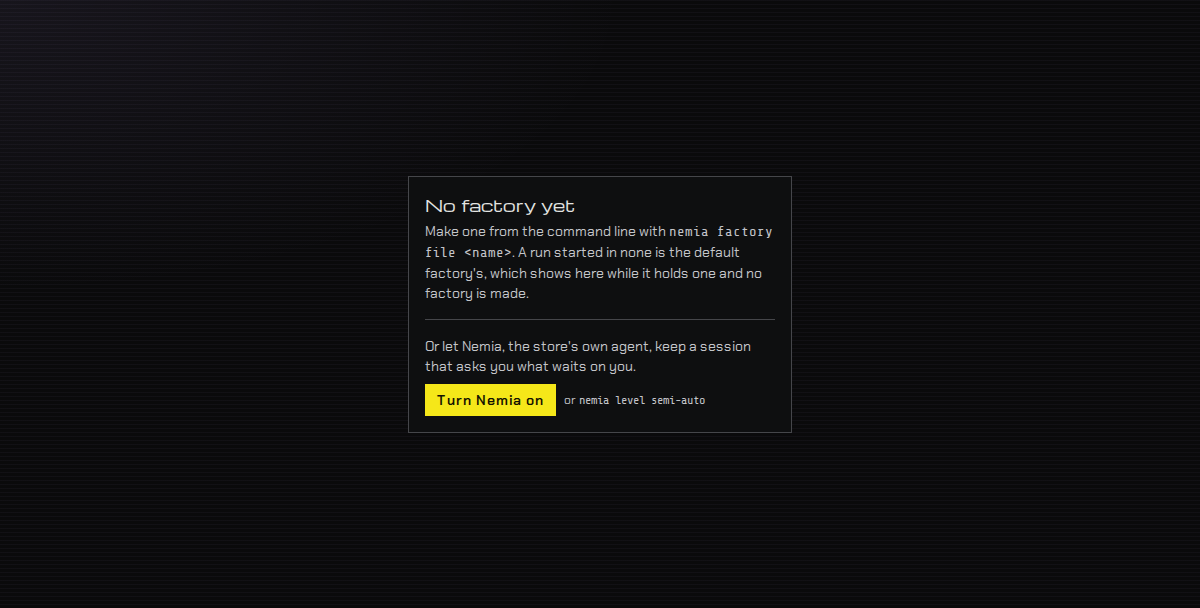 No factory yet
Make one from the command line with nemia factory
file <name>. A run started in none is the default
factory's, which shows here while it holds one and no
factory is made.
Or let Nemia, the store's own agent, keep a session
that asks you what waits on you.
Turn Nemia on or nemia level semi-auto